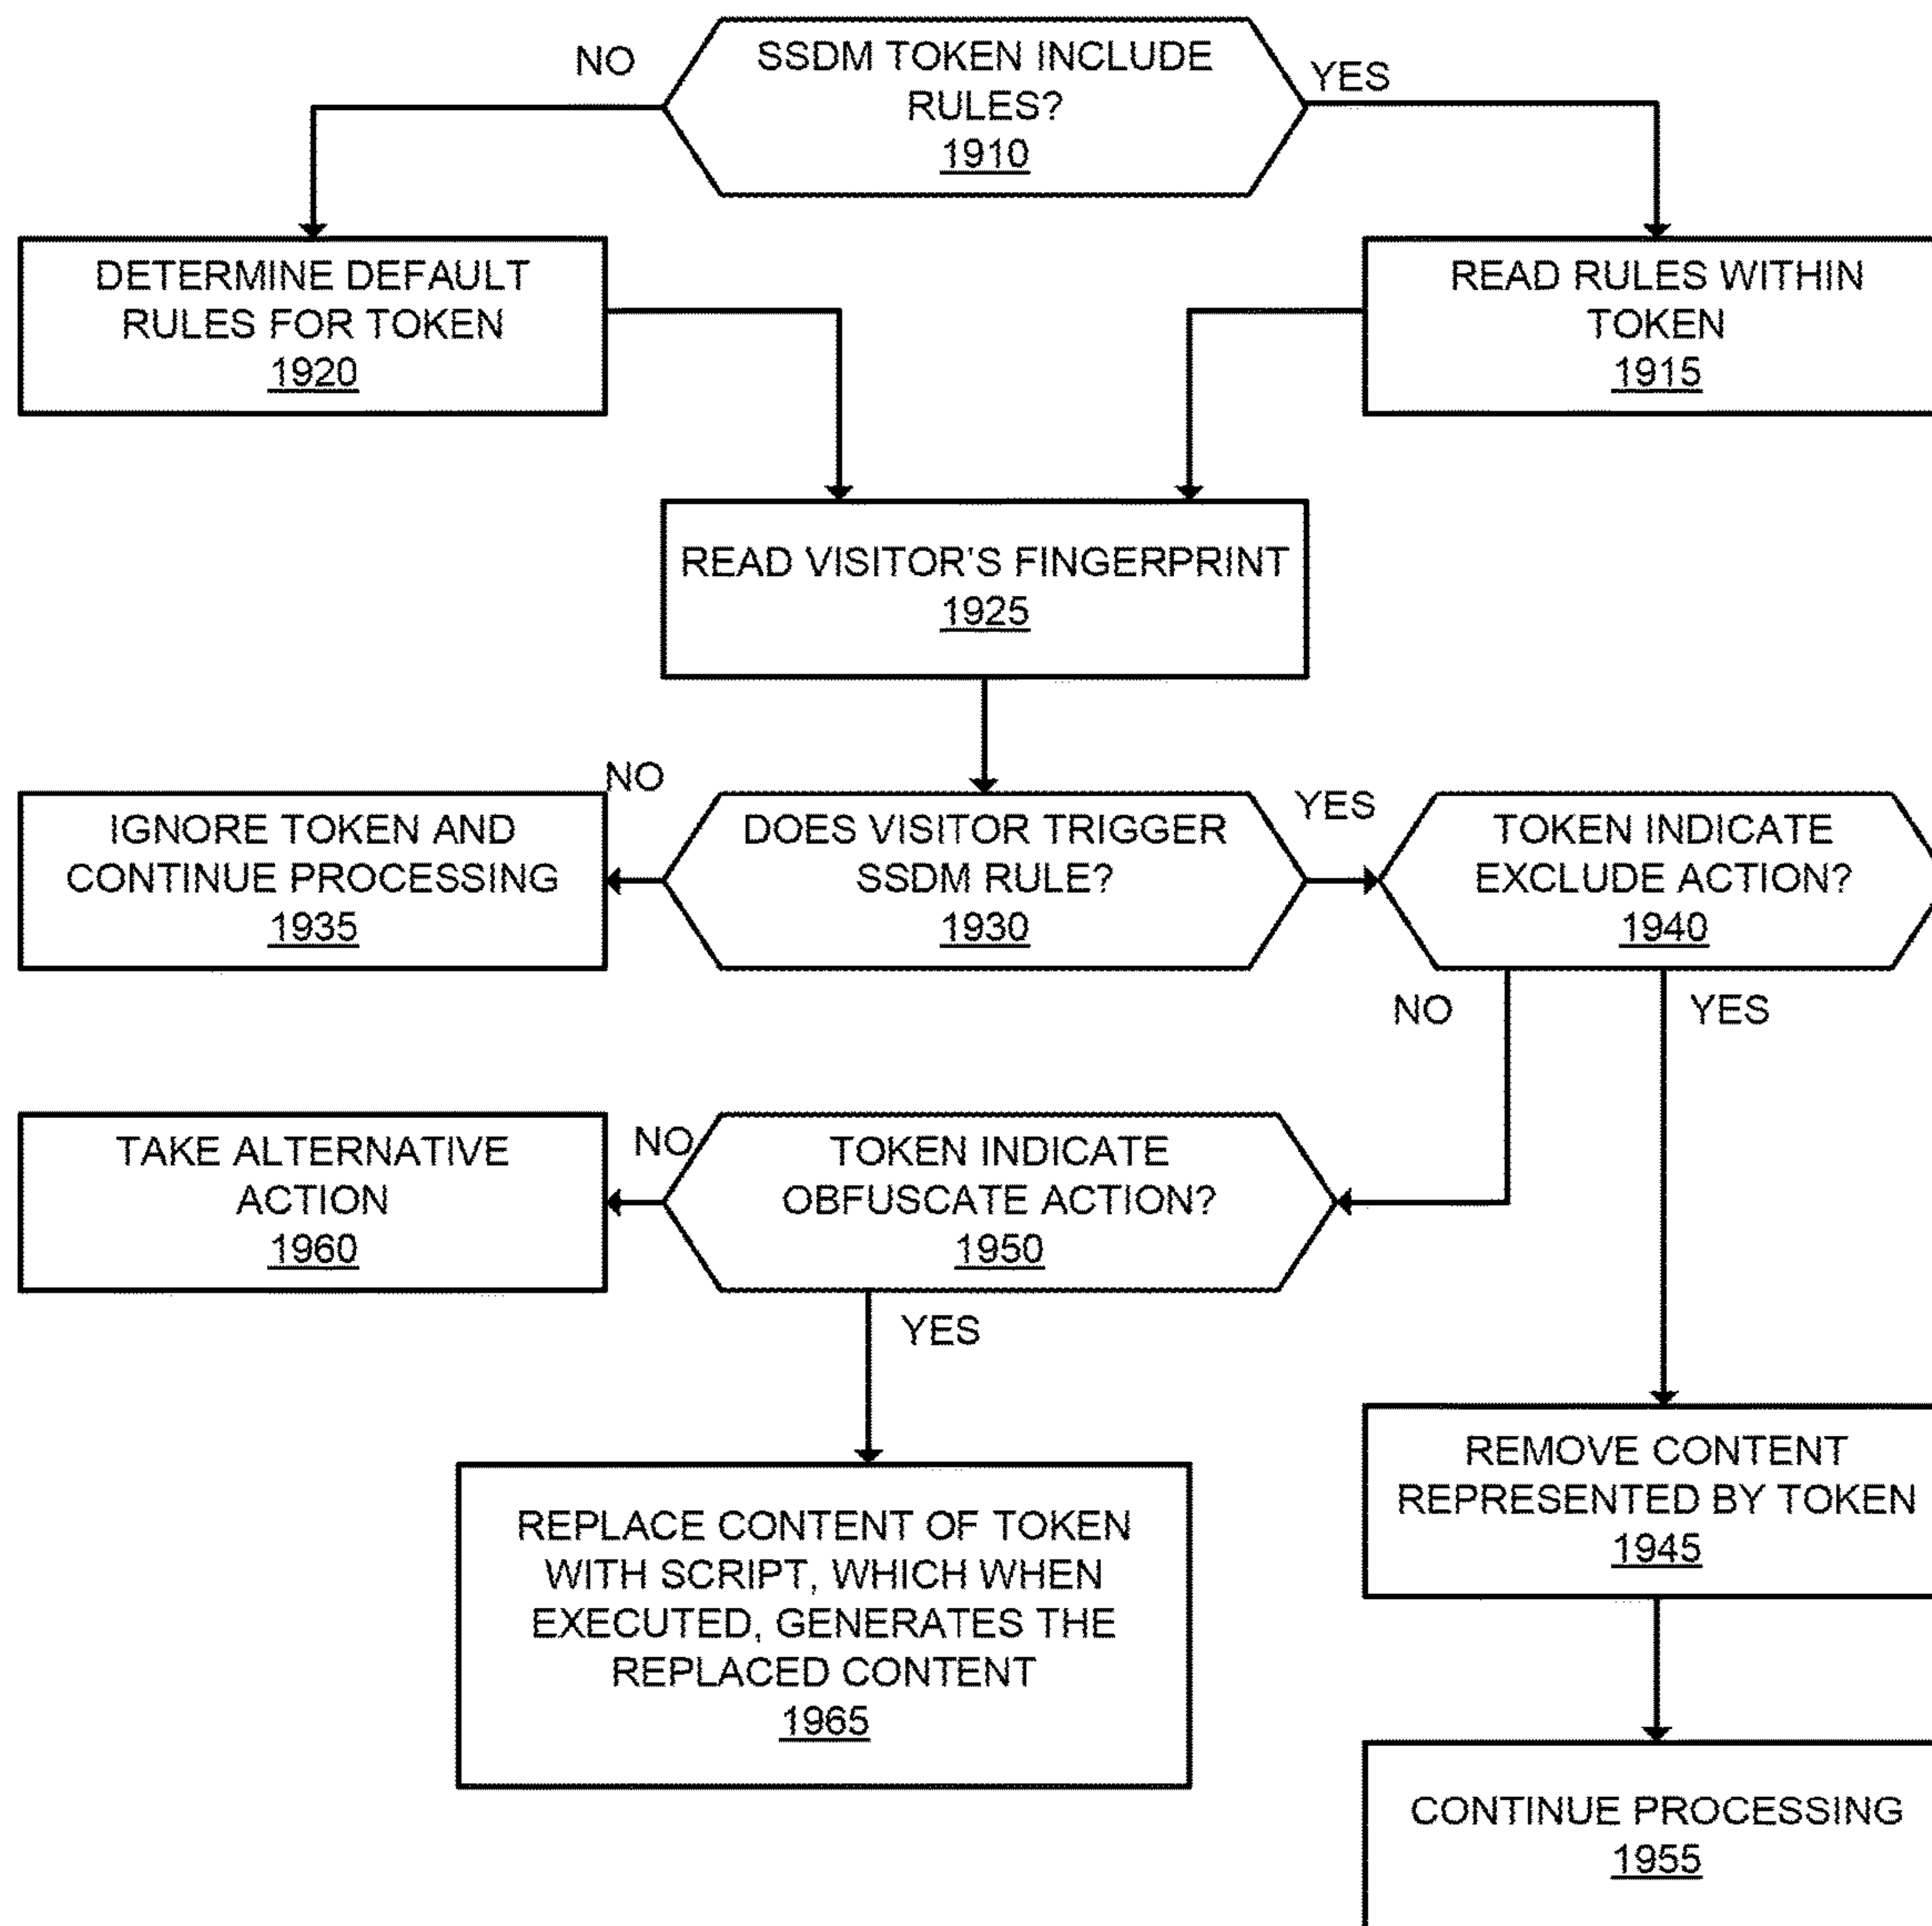 NO
SSDM TOKEN INCLUDE
RULES?
1910
YES
DETERMINE DEFAULT
RULES FOR TOKEN
1920
READ RULES WITHIN
TOKEN
1915
READ VISITOR'S FINGERPRINT
1925
NO
IGNORE TOKEN AND
CONTINUE PROCESSING
1935
DOES VISITOR TRIGGER
SSDM RULE?
1930
YES
TOKEN INDICATE
EXCLUDE ACTION?
1940
NO
YES
TAKE ALTERNATIVE
ACTION
1960
NO
TOKEN INDICATE
OBFUSCATE ACTION?
1950
YES
REPLACE CONTENT OF TOKEN
WITH SCRIPT, WHICH WHEN
EXECUTED, GENERATES THE
REPLACED CONTENT
1965
REMOVE CONTENT
REPRESENTED BY TOKEN
1945
CONTINUE PROCESSING
1955